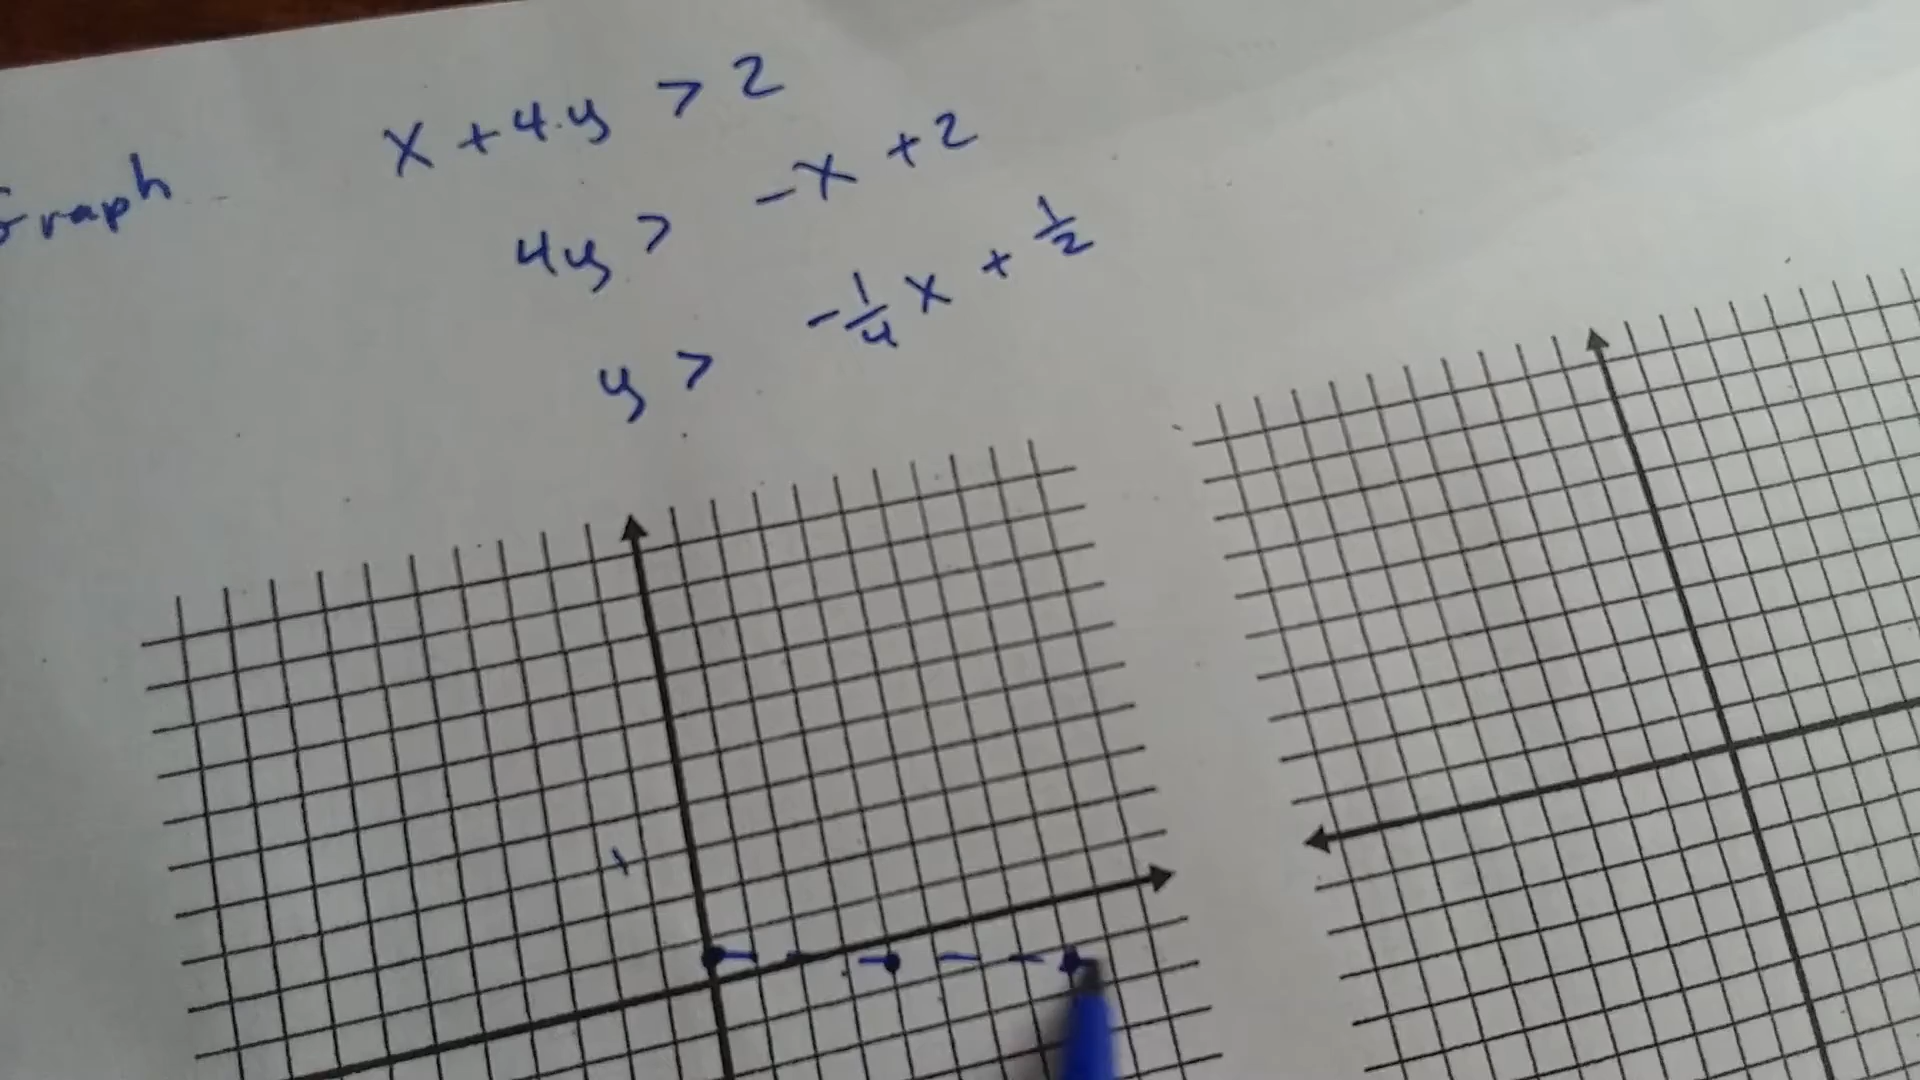 Graph x + 4y > 2
4y > -x + 2
y > -1/4 x + 1/2